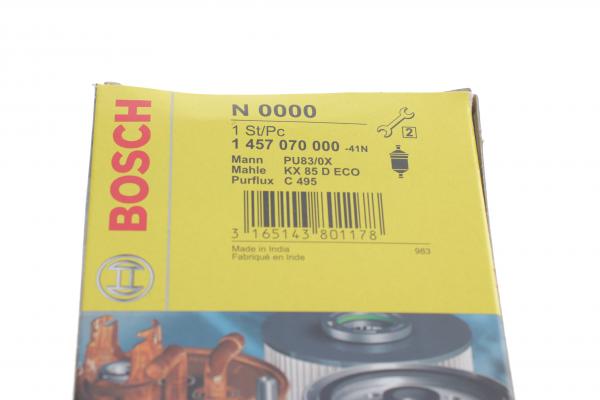 BOSCH
N 0000
1 St/Pc
1 457 070 000 -41N
Mann PU83/0X
Mahle KX 85 D ECO
Purflux C 495
2
3 165143 801178
Made in India
Fabriqué en Inde
983